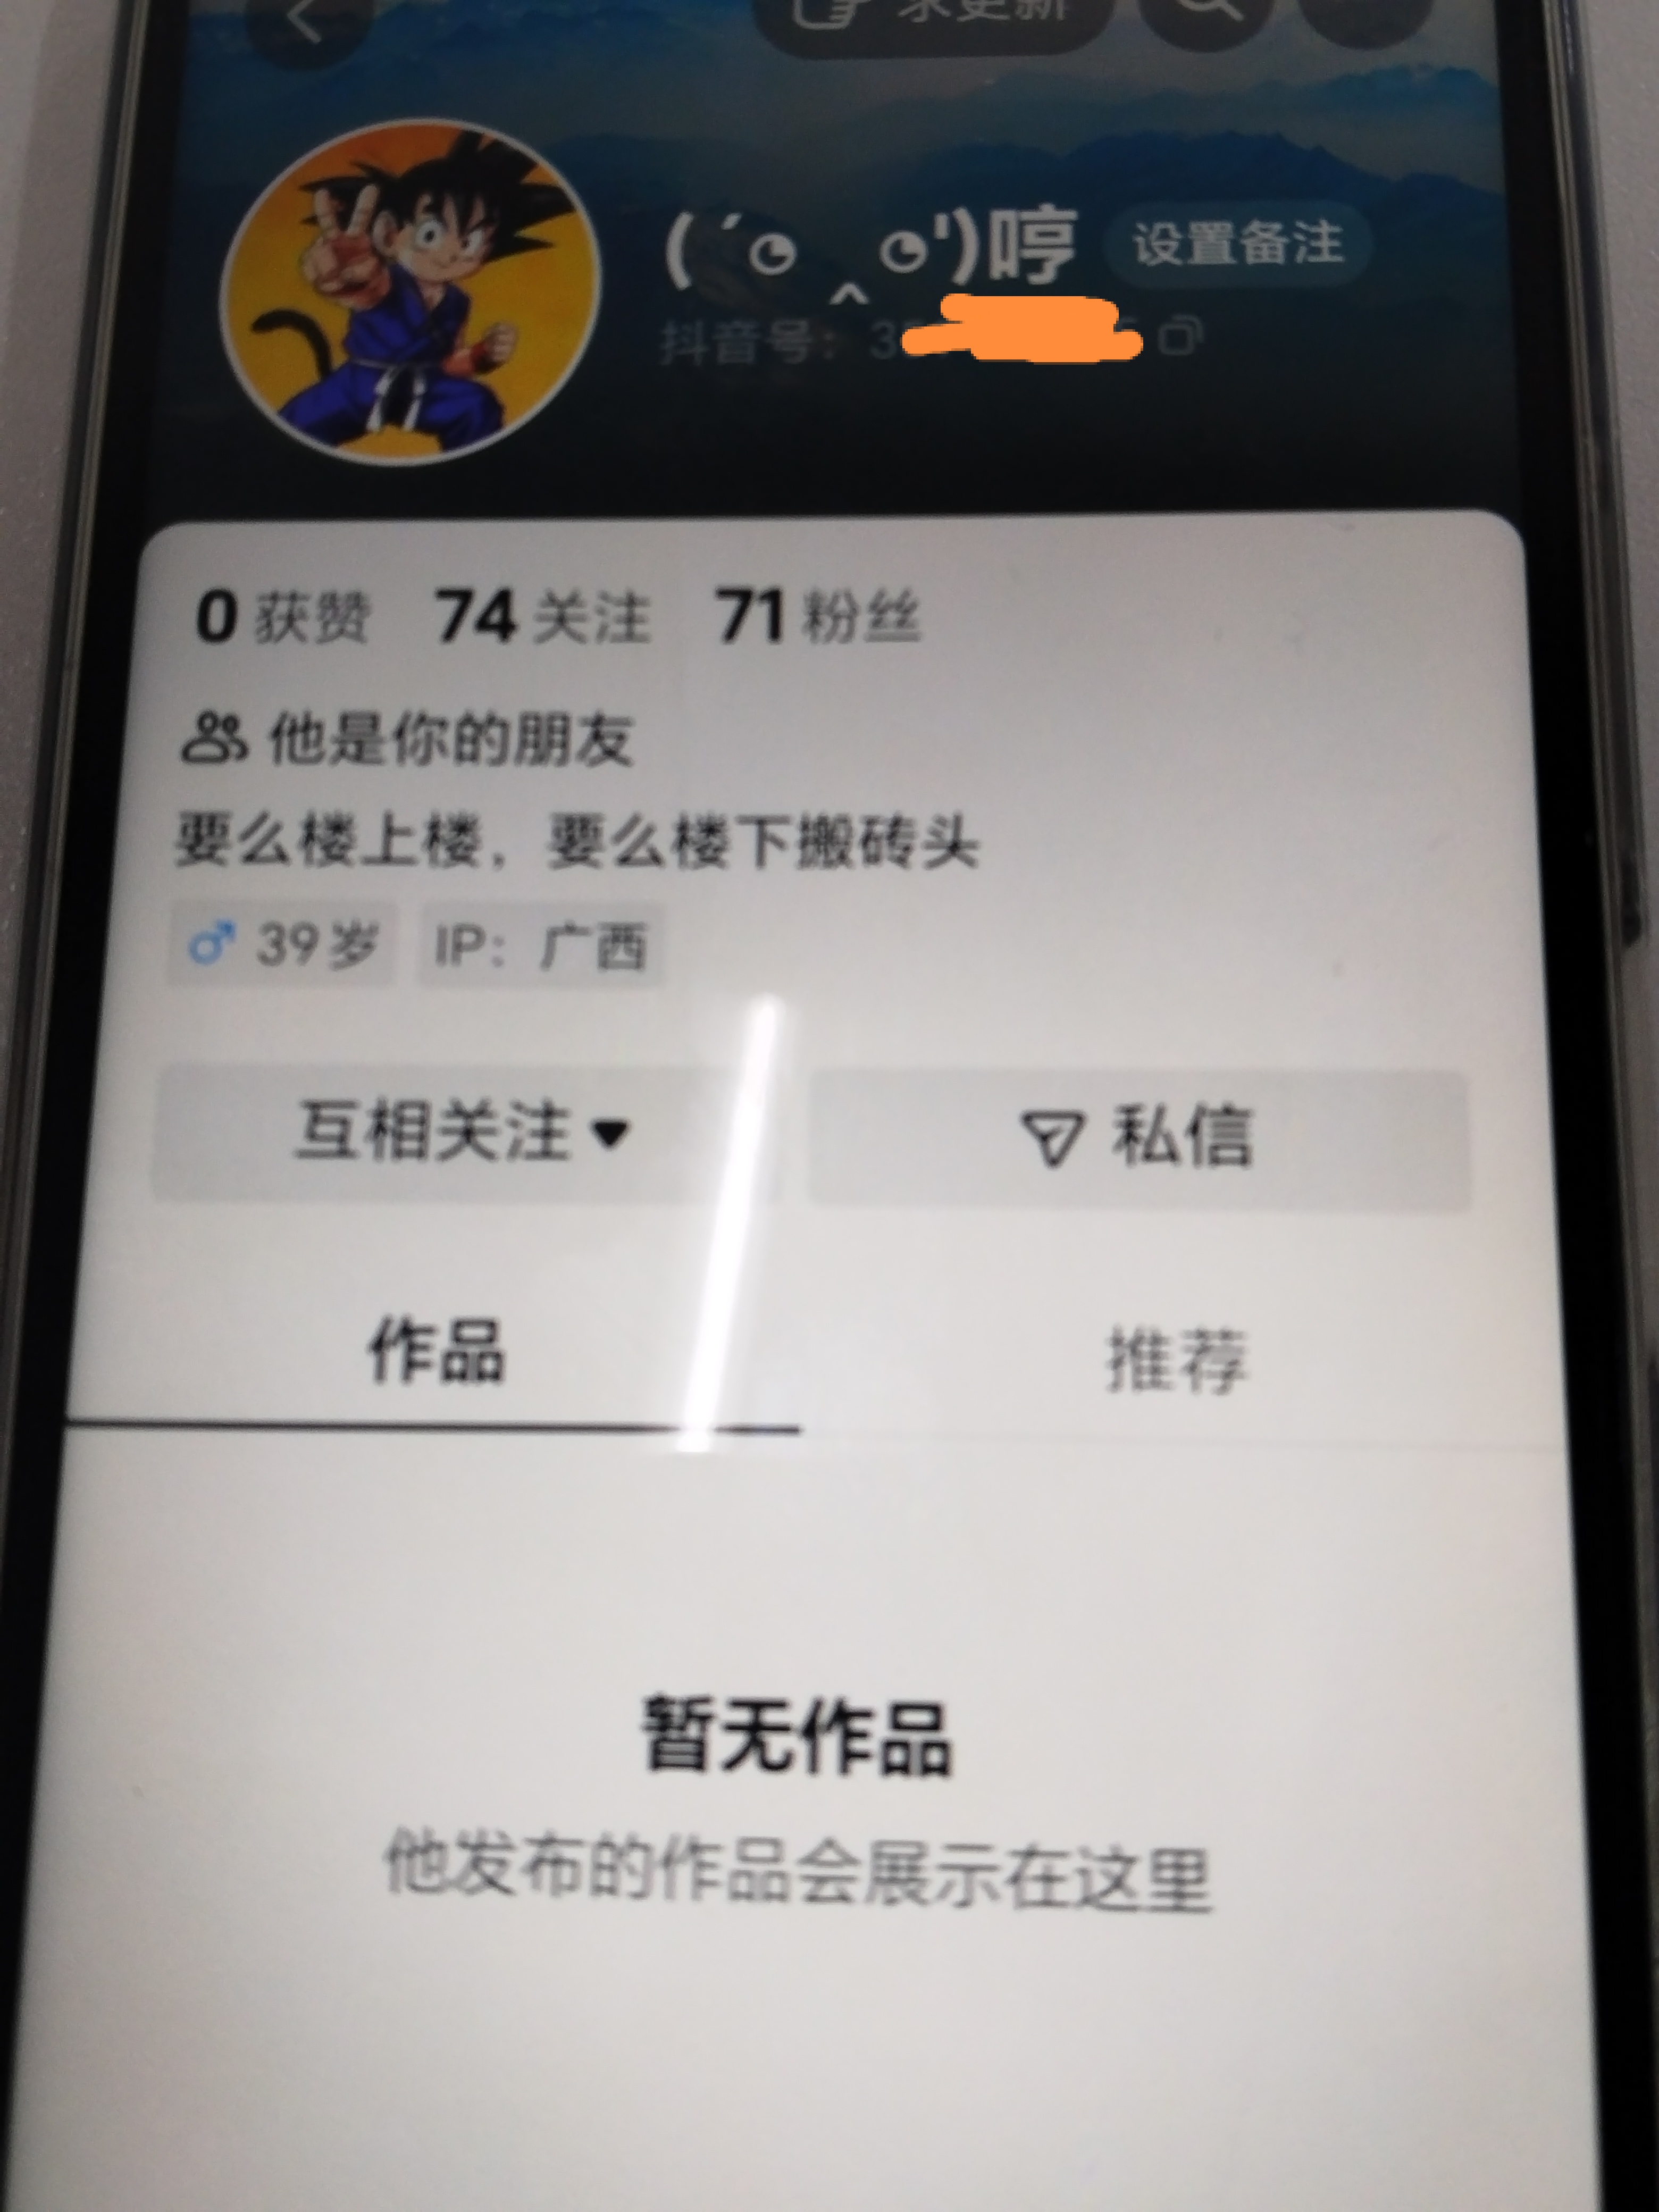 求更新
(´◔ ‸ ◔')哼 设置备注
抖音号：3
0 获赞 74 关注 71 粉丝
他是你的朋友
要么楼上楼，要么楼下搬砖头
♂ 39岁 IP：广西
互相关注 私信
作品 推荐
暂无作品
他发布的作品会展示在这里